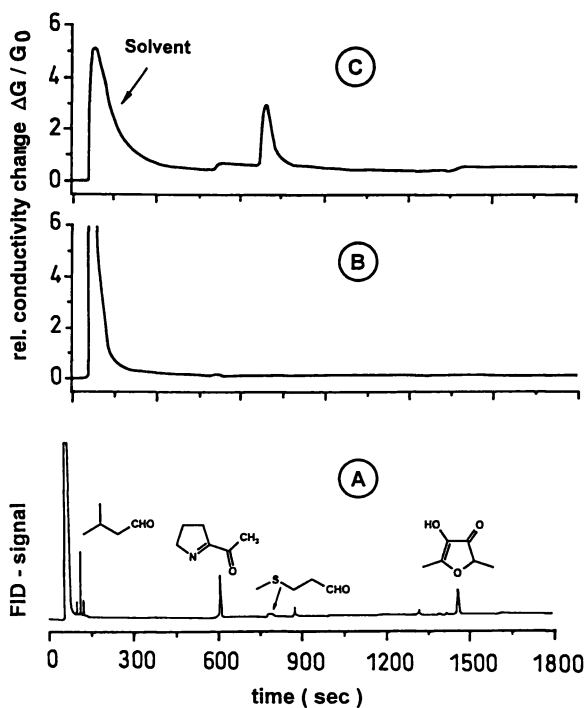 rel. conductivity change ΔG / G0
6
4
2
0
Solvent
C
6
4
2
0
B
FID - signal
A
CHO
N
CH3
O
S
CHO
HO
O
O
0
300
600
900
1200
1500
1800
time ( sec )